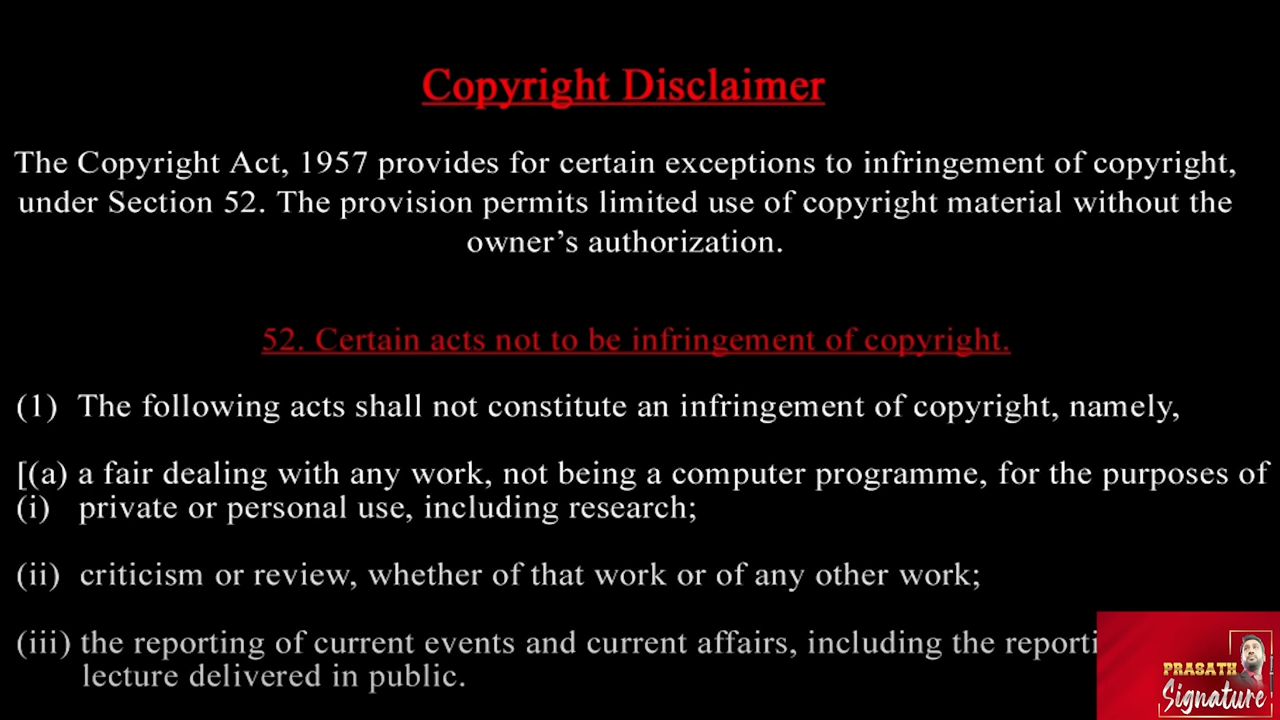 Copyright Disclaimer
The Copyright Act, 1957 provides for certain exceptions to infringement of copyright,
under Section 52. The provision permits limited use of copyright material without the
owner’s authorization.
52. Certain acts not to be infringement of copyright.
(1) The following acts shall not constitute an infringement of copyright, namely,
[(a) a fair dealing with any work, not being a computer programme, for the purposes of
(i) private or personal use, including research;
(ii) criticism or review, whether of that work or of any other work;
(iii) the reporting of current events and current affairs, including the
lecture delivered in public.
PRASATH
Signature